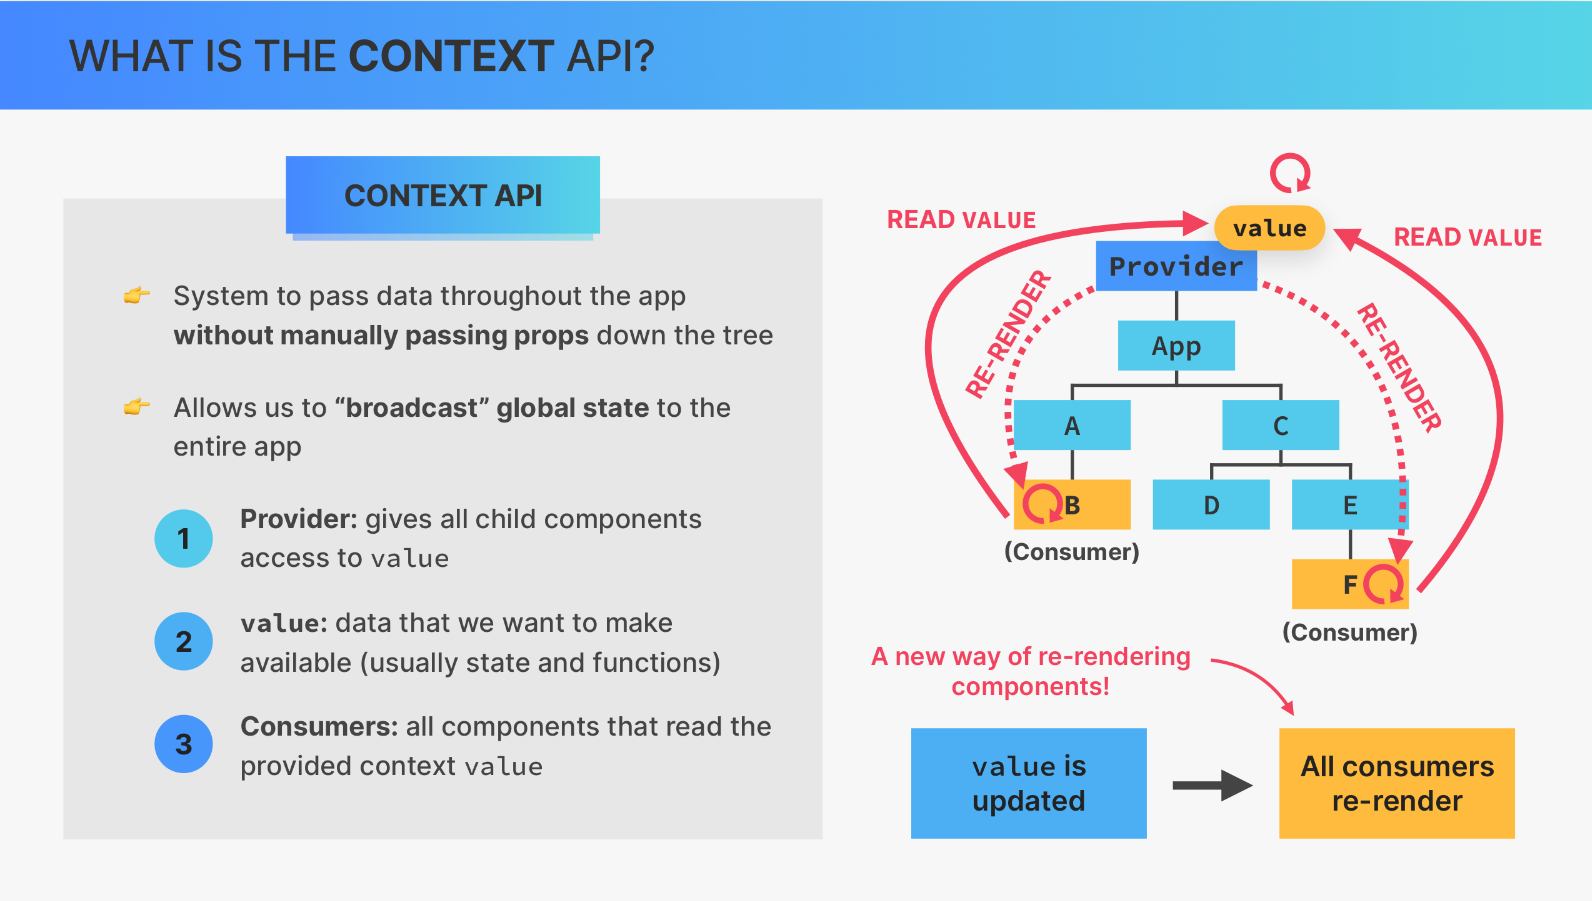 WHAT IS THE CONTEXT API?
CONTEXT API
👉 System to pass data throughout the app
without manually passing props down the tree
👉 Allows us to “broadcast” global state to the
entire app
1 Provider: gives all child components
access to value
2 value: data that we want to make
available (usually state and functions)
3 Consumers: all components that read the
provided context value
READ VALUE
value
READ VALUE
Provider
RE-RENDER
RE-RENDER
App
A
C
B
D
E
(Consumer)
F
(Consumer)
A new way of re-rendering
components!
value is
updated
All consumers
re-render